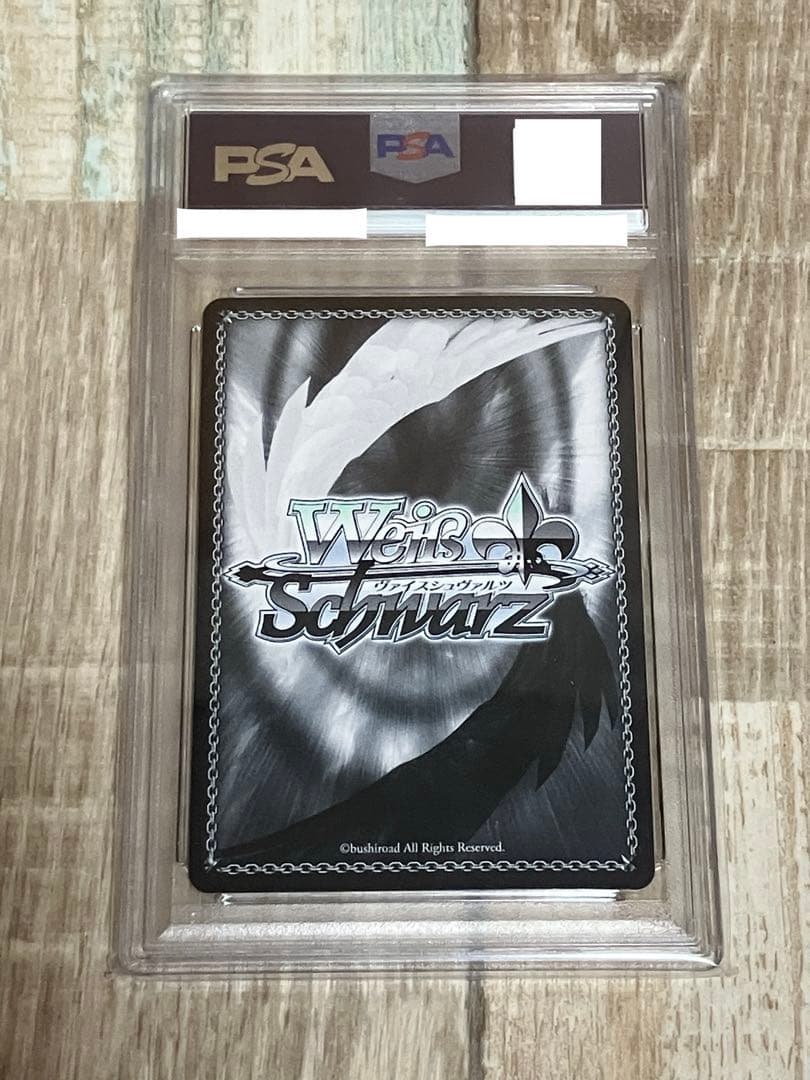 PSA
PSA
Weiß
ヴァイスシュヴァルツ
Schwarz
©bushiroad All Rights Reserved.